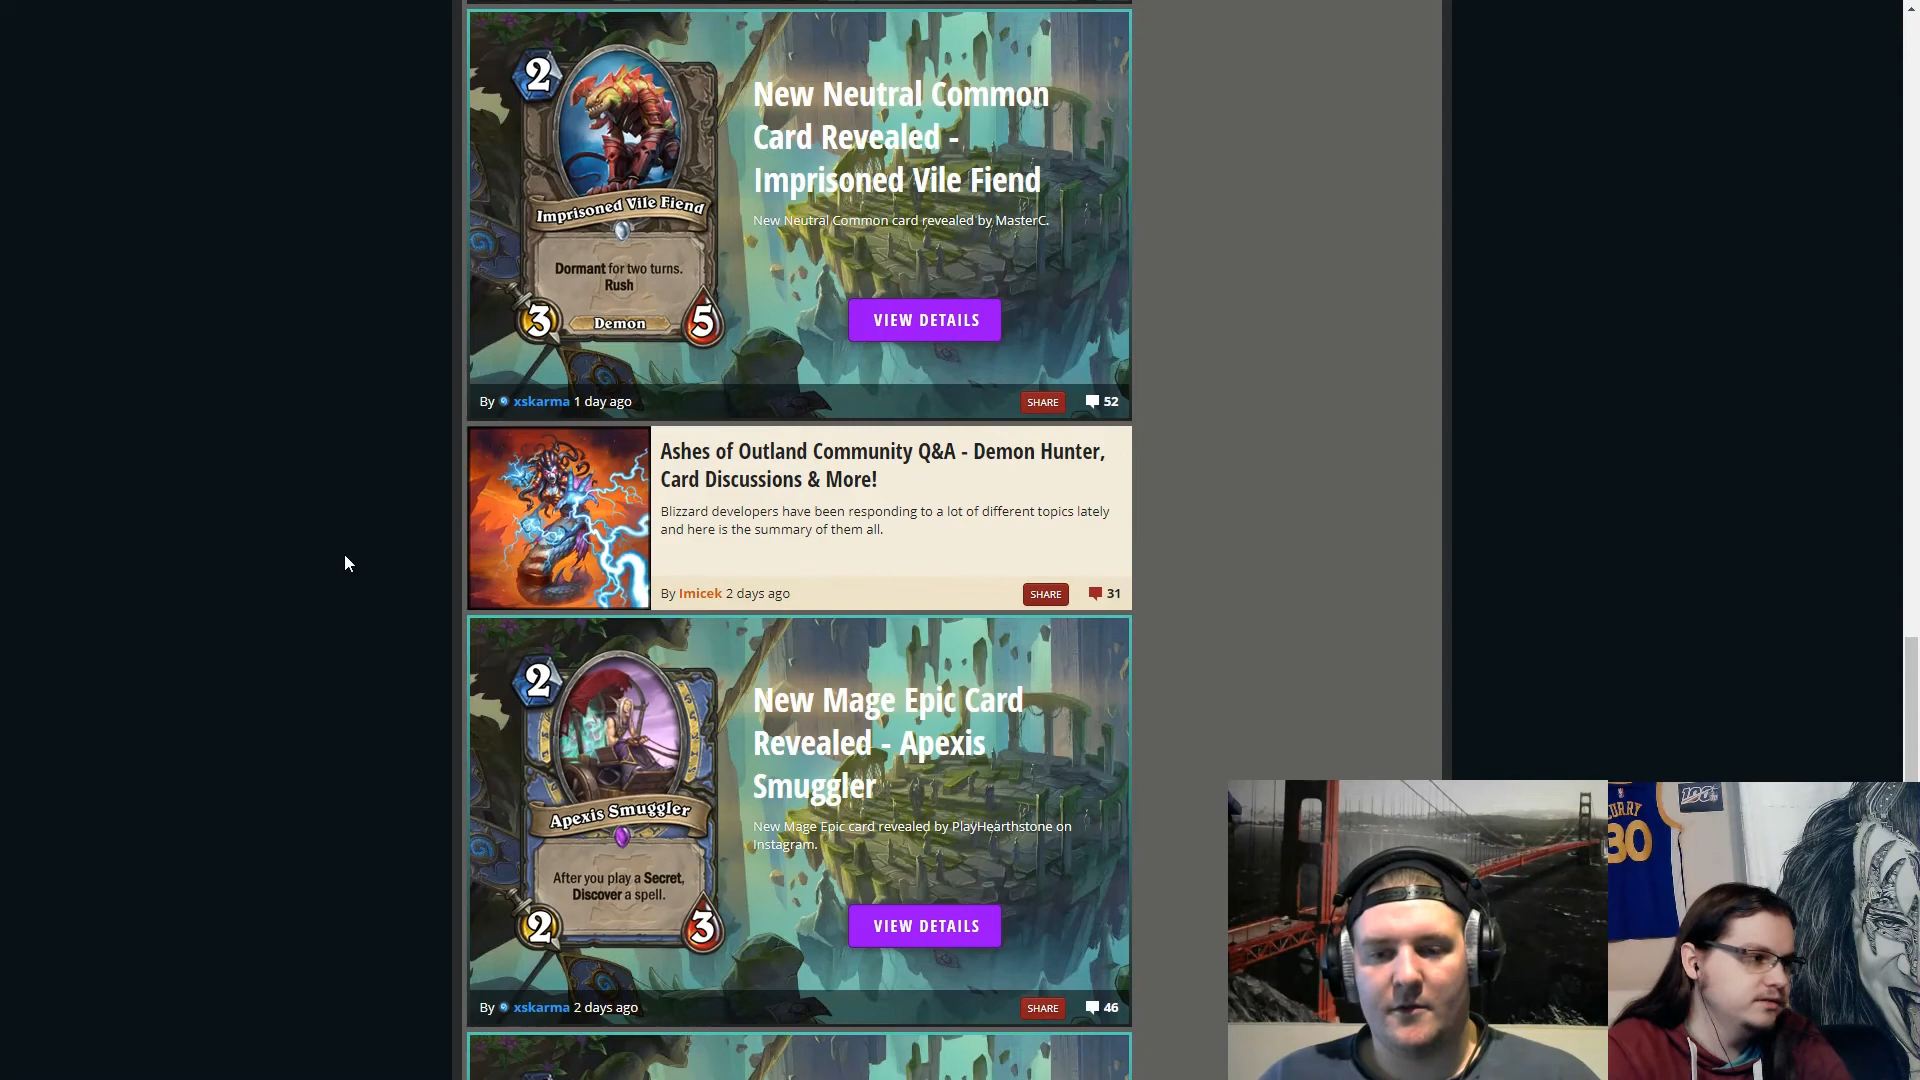 2
New Neutral Common
Card Revealed -
Imprisoned Vile Fiend
New Neutral Common card revealed by MasterC.
Imprisoned Vile Fiend
Dormant for two turns.
Rush
3
Demon
5
VIEW DETAILS
By xskarma 1 day ago
SHARE
52
Ashes of Outland Community Q&A - Demon Hunter,
Card Discussions & More!
Blizzard developers have been responding to a lot of different topics lately
and here is the summary of them all.
By Imicek 2 days ago
SHARE
31
2
New Mage Epic Card
Revealed - Apexis
Smuggler
New Mage Epic card revealed by PlayHearthstone on
Instagram.
Apexis Smuggler
After you play a Secret,
Discover a spell.
2
3
VIEW DETAILS
By xskarma 2 days ago
SHARE
46
CURRY
30
100